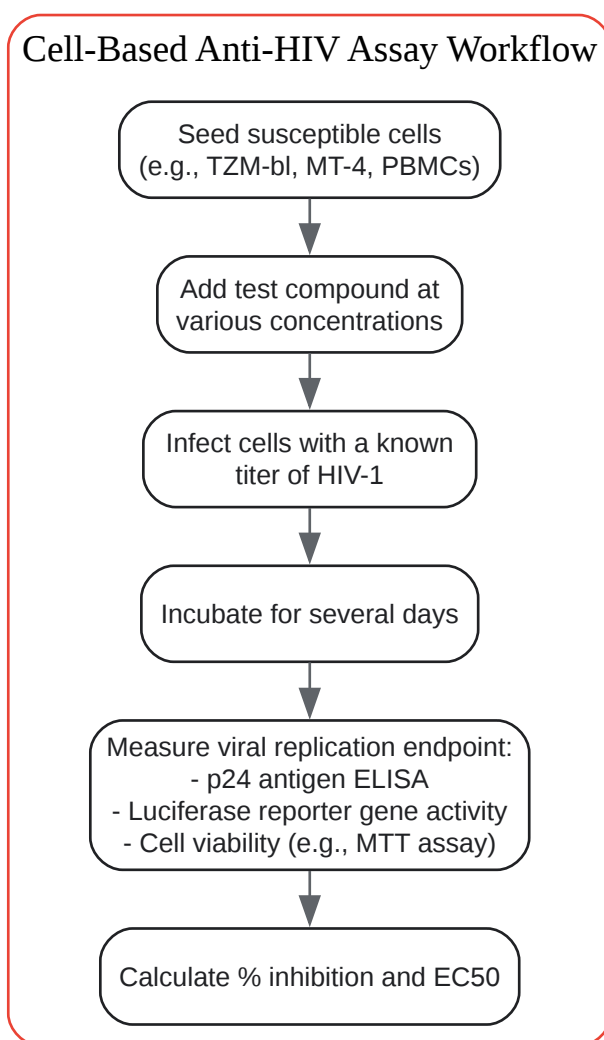 Cell-Based Anti-HIV Assay Workflow
Seed susceptible cells
(e.g., TZM-bl, MT-4, PBMCs)
Add test compound at
various concentrations
Infect cells with a known
titer of HIV-1
Incubate for several days
Measure viral replication endpoint:
- p24 antigen ELISA
- Luciferase reporter gene activity
- Cell viability (e.g., MTT assay)
Calculate % inhibition and EC50